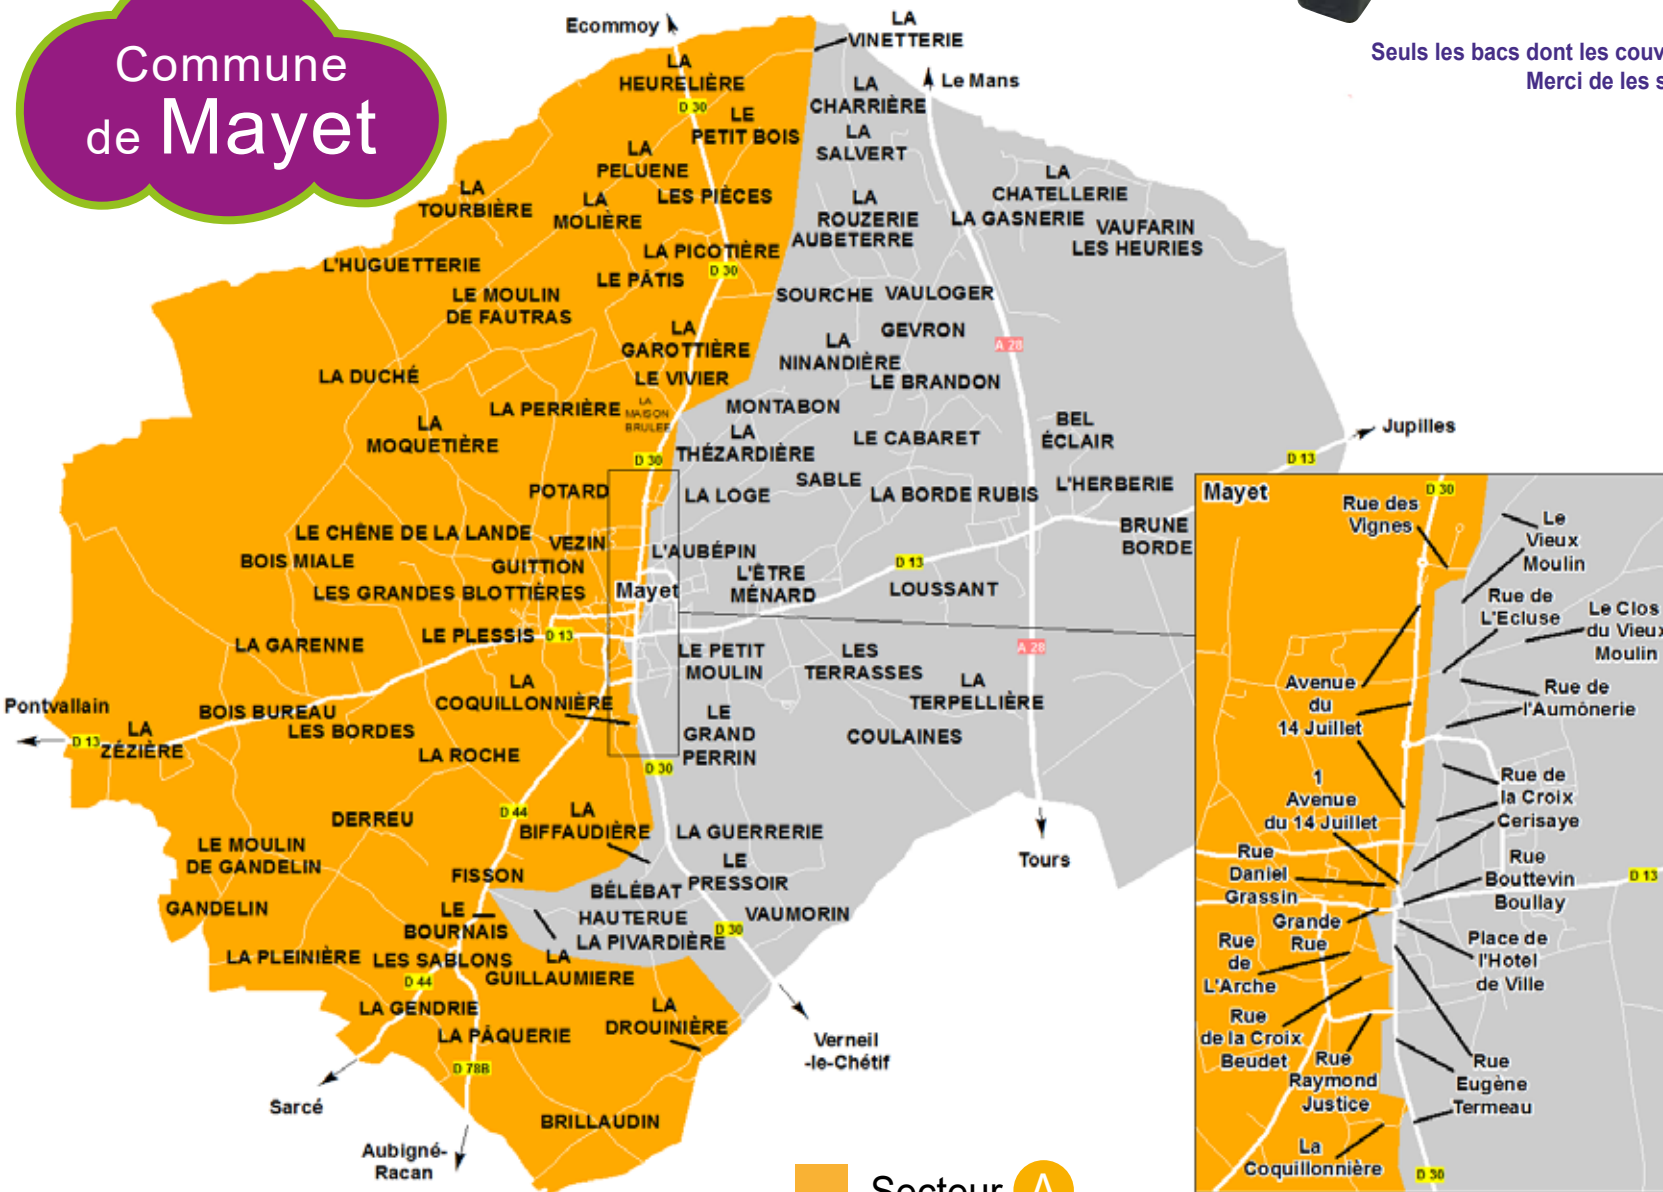 Commune
de Mayet
Seuls les bacs dont les
Merci de les
Ecommoy
LA
VINETTERIE
Le Mans
LA
HEURELIÈRE
D 30
LA
CHARRIÈRE
LE
PETIT BOIS
LA
SALVERT
LA
PELUENE
LES PIÈCES
LA
TOURBIÈRE
LA
MOLIÈRE
LA
CHATELLERIE
LA
ROUZERIE
LA GASNERIE
VAUFARIN
LES HEURIES
AUBETERRE
LA PICOTIÈRE
D 30
L'HUGUETTERIE
LE PÂTIS
LE MOULIN
DE FAUTRAS
SOURCHE
VAULOGER
GEVRON
LA
GAROTTIÈRE
LA
NINANDIÈRE
A 28
LA DUCHÉ
LE VIVIER
LE BRANDON
LA PERRIÈRE
LA
MAISON
BRULEE
MONTABON
LA
MOQUETIÈRE
LA
THÉZARDIÈRE
LE CABARET
BEL
ÉCLAIR
Jupilles
D 13
D 30
POTARD
LA LOGE
SABLE
LA BORDE RUBIS
L'HERBERIE
LE CHÊNE DE LA LANDE
VEZIN
BRUNE
BORDE
BOIS MIALE
GUITTION
L'AUBÉPIN
L'ÊTRE
MÉNARD
D 13
LOUSSANT
LES GRANDES BLOTTIÈRES
Mayet
LE PLESSIS
D 13
LA GARENNE
LE PETIT
MOULIN
LES
TERRASSES
A 28
LA
COQUILLONNIÈRE
LA
TERPELLIÈRE
Pontvallain
D 13
LA
ZÉZIÈRE
BOIS BUREAU
LES BORDES
LE
GRAND
PERRIN
COULAINES
LA ROCHE
D 30
D 44
DERREU
LA
BIFFAUDIÈRE
LA GUERRERIE
Tours
LE MOULIN
DE GANDELIN
FISSON
LE
PRESSOIR
BÉLÉBAT
GANDELIN
LE
BOURNAIS
HAUTERUE
VAUMORIN
D 30
LA PIVARDIÈRE
LA PLEINIÈRE
LES SABLONS
LA
GUILLAUMIERE
D 44
LA GENDRIE
LA
DROUINIÈRE
LA PÂQUERIE
Verneil
-le-Chétif
D 78B
Sarcé
BRILLAUDIN
Aubigné-
Racan
Secteur A
Mayet
D 30
Rue des
Vignes
Le
Vieux
Moulin
Rue de
L'Ecluse
Le Clos
du Vieux
Moulin
Avenue
du
14 Juillet
Rue de
l'Aumônerie
1
Avenue
du 14 Juillet
Rue de
la Croix
Cerisaye
Rue
Daniel
Grassin
Rue
Bouttevin
Boullay
D 13
Grande
Rue
Rue
de
L'Arche
Place de
l'Hotel
de Ville
Rue
de la Croix
Beudet
Rue
Raymond
Justice
Rue
Eugène
Termeau
La
Coquillonnière
D 30